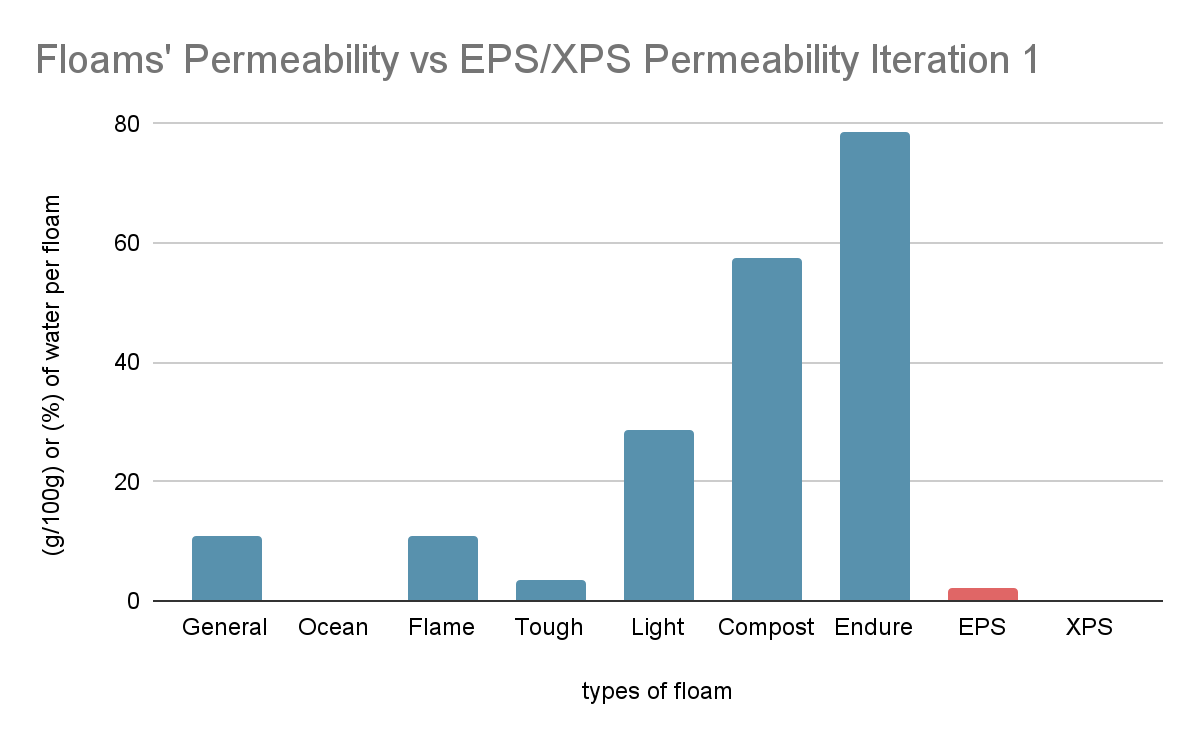 Floams' Permeability vs EPS/XPS Permeability Iteration 1
(g/100g) or (%) of water per floam
80
60
40
20
0
General Ocean Flame Tough Light Compost Endure EPS XPS
types of floam